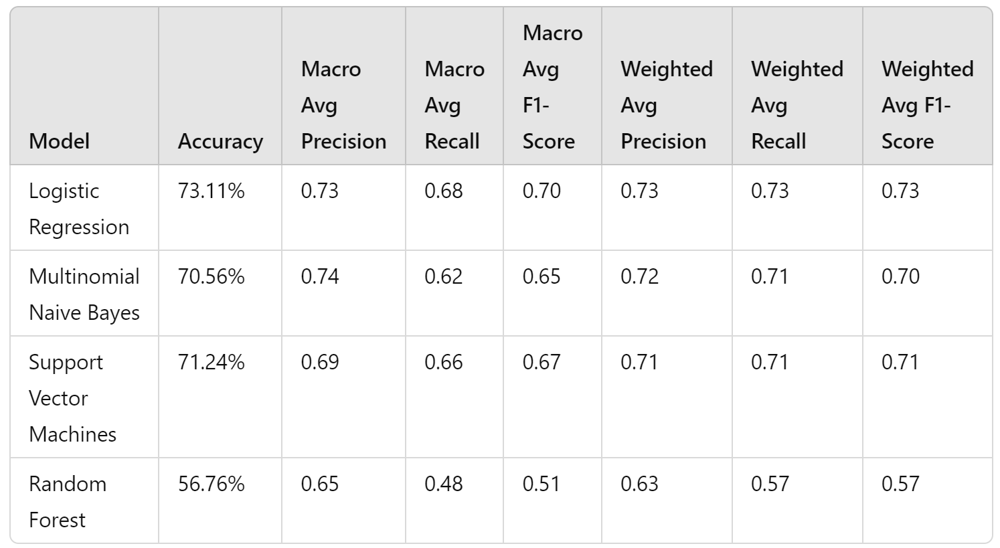 Model Accuracy Macro Avg Precision Macro Avg Recall Macro Avg F1-Score Weighted Avg Precision Weighted Avg Recall Weighted Avg F1-Score
Logistic Regression 73.11% 0.73 0.68 0.70 0.73 0.73 0.73
Multinomial Naive Bayes 70.56% 0.74 0.62 0.65 0.72 0.71 0.70
Support Vector Machines 71.24% 0.69 0.66 0.67 0.71 0.71 0.71
Random Forest 56.76% 0.65 0.48 0.51 0.63 0.57 0.57